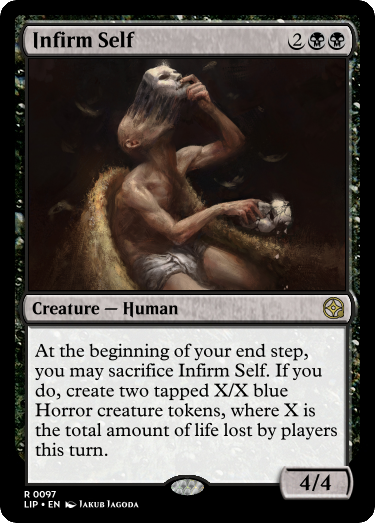 Infirm Self 2
Creature — Human
At the beginning of your end step,
you may sacrifice Infirm Self. If you
do, create two tapped X/X blue
Horror creature tokens, where X is
the total amount of life lost by players
this turn.
4/4
R 0097
LIP • EN Jakub Jagoda